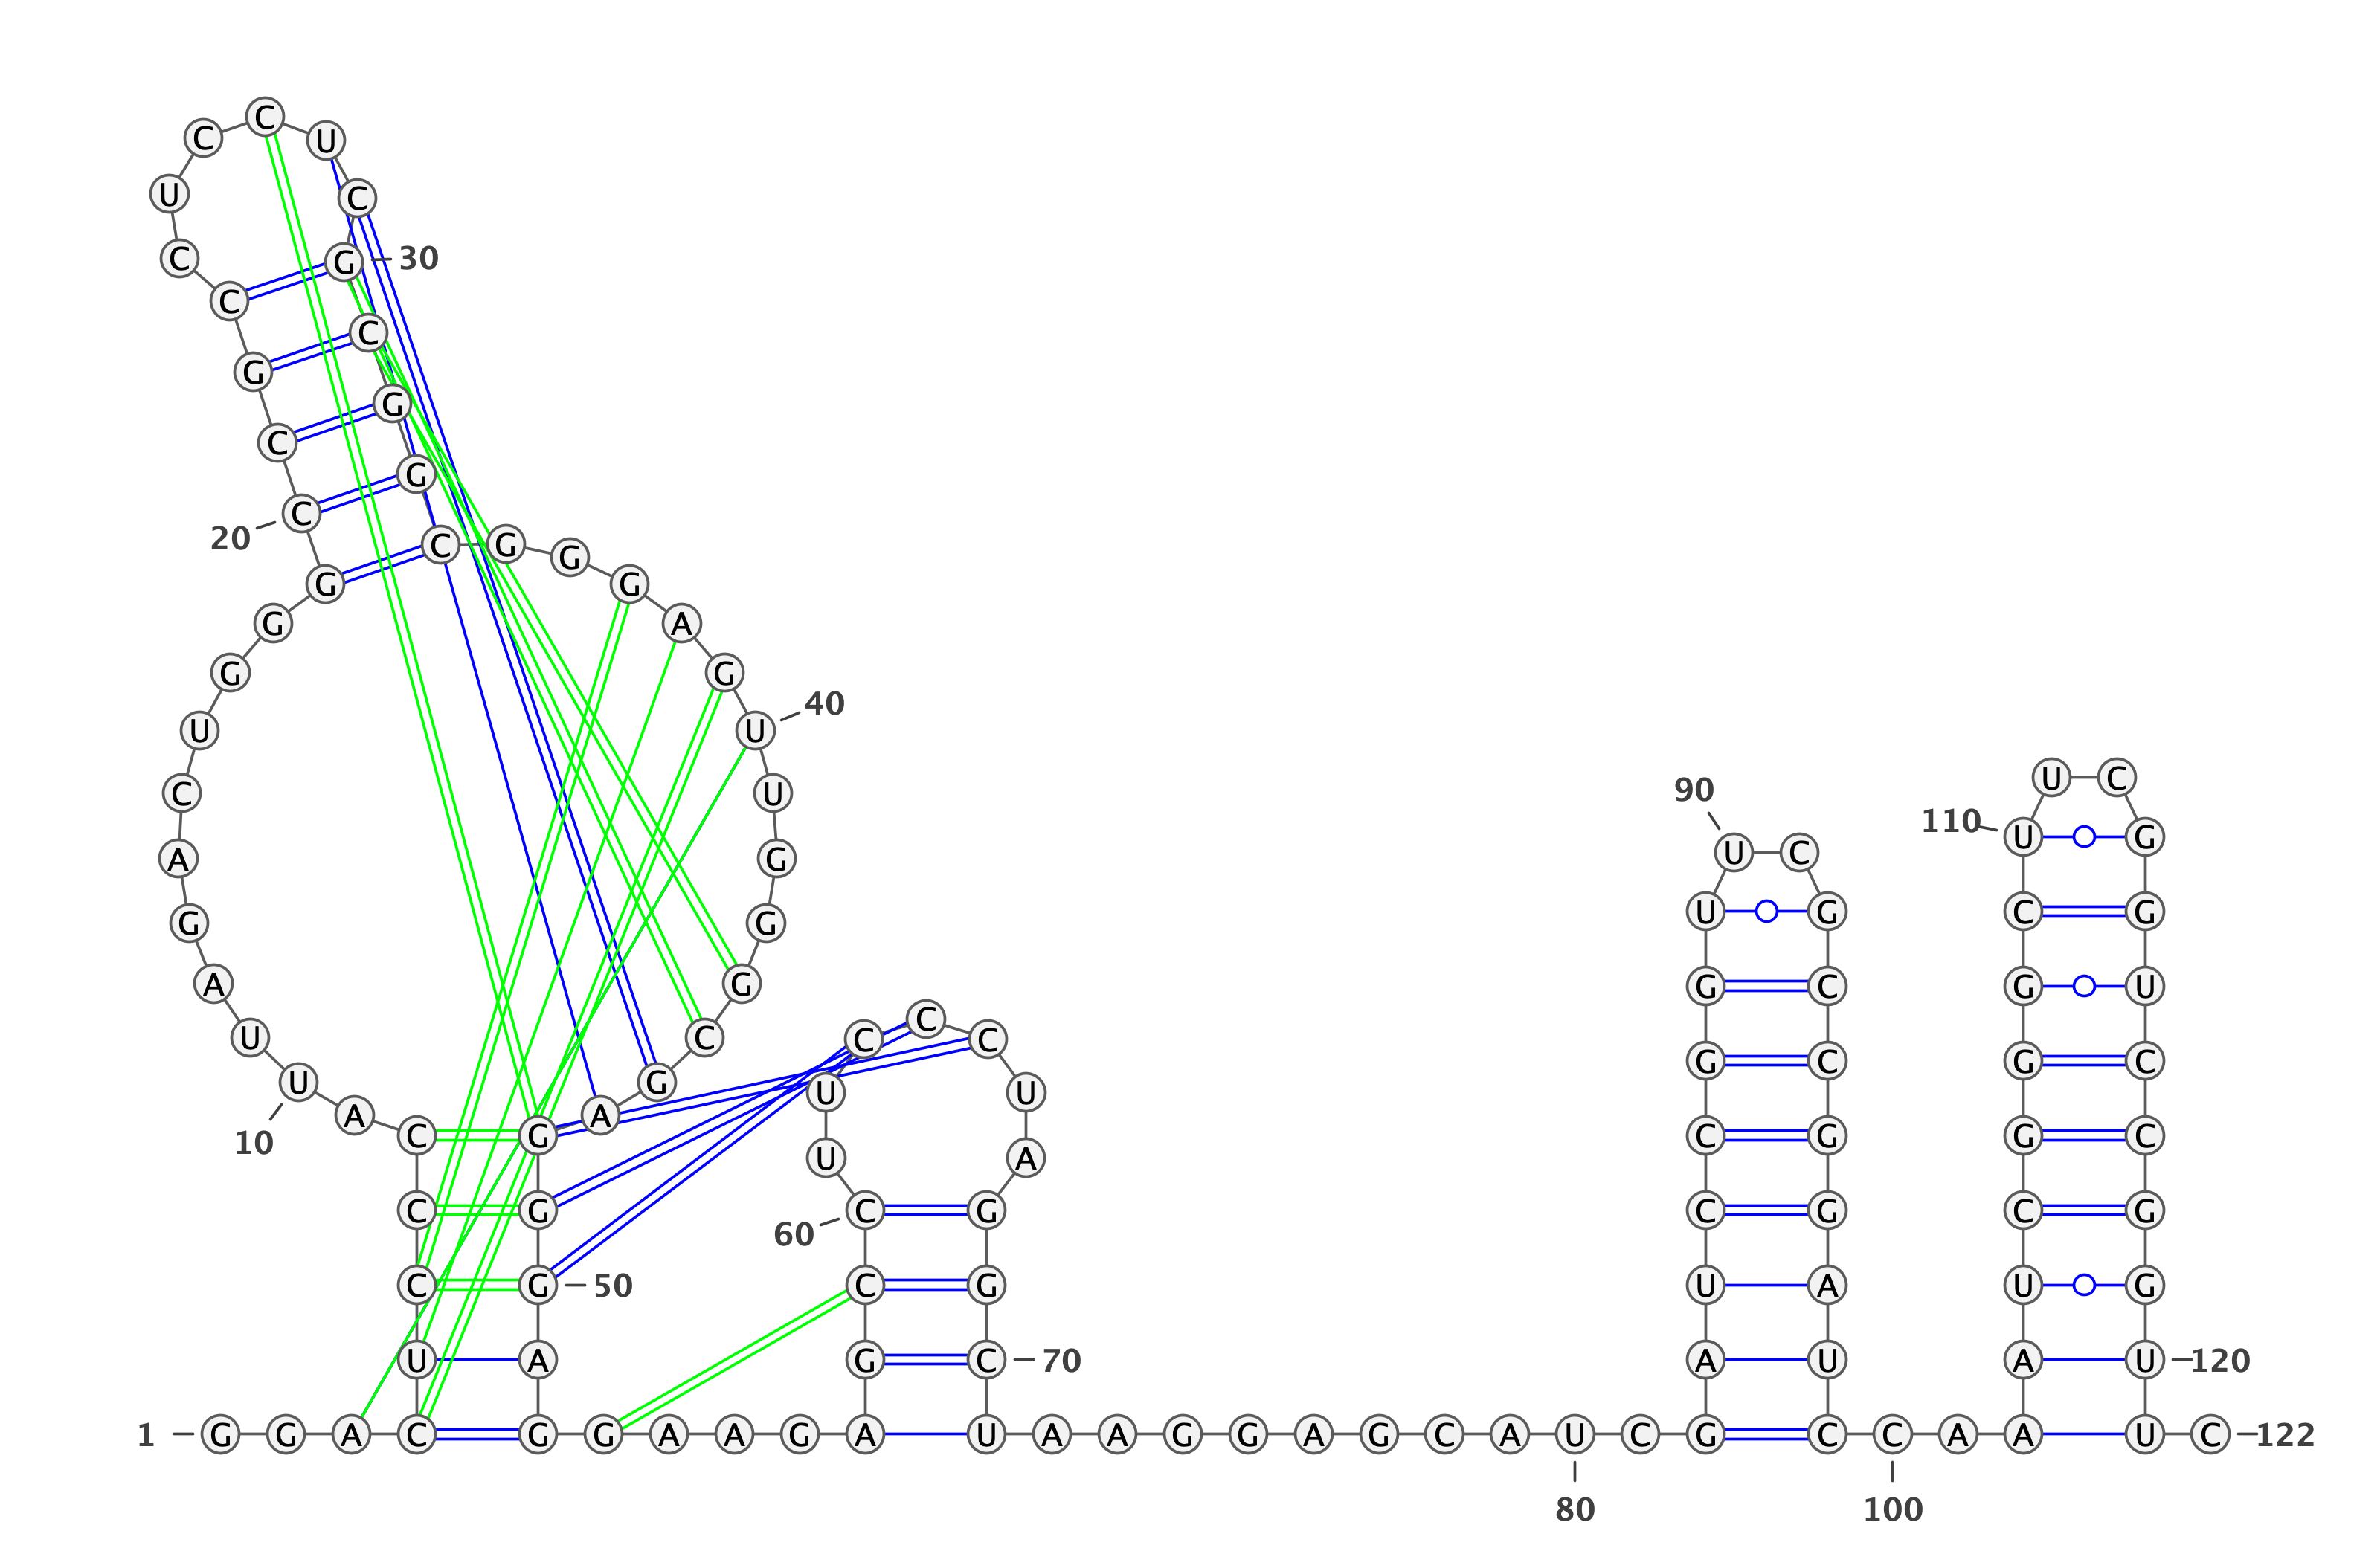 C
C U
U C
C G 30
C
C
G
G
C
G
C
20
C G G
G G
G A
G G
40
U U
U C
90
C U
110
U G
U C
A G
U G C G
G G
A G G C G U
C
U C C C
G C G C
U G U U
A A
C G C G G C
10
U A
C G C G C G C G
60
C G 50 C G U A U G
U A G C 70 A U A U 120
1 G G A C G G A A G A U A A G G A G C A U C G C C A A U C 122
80 100